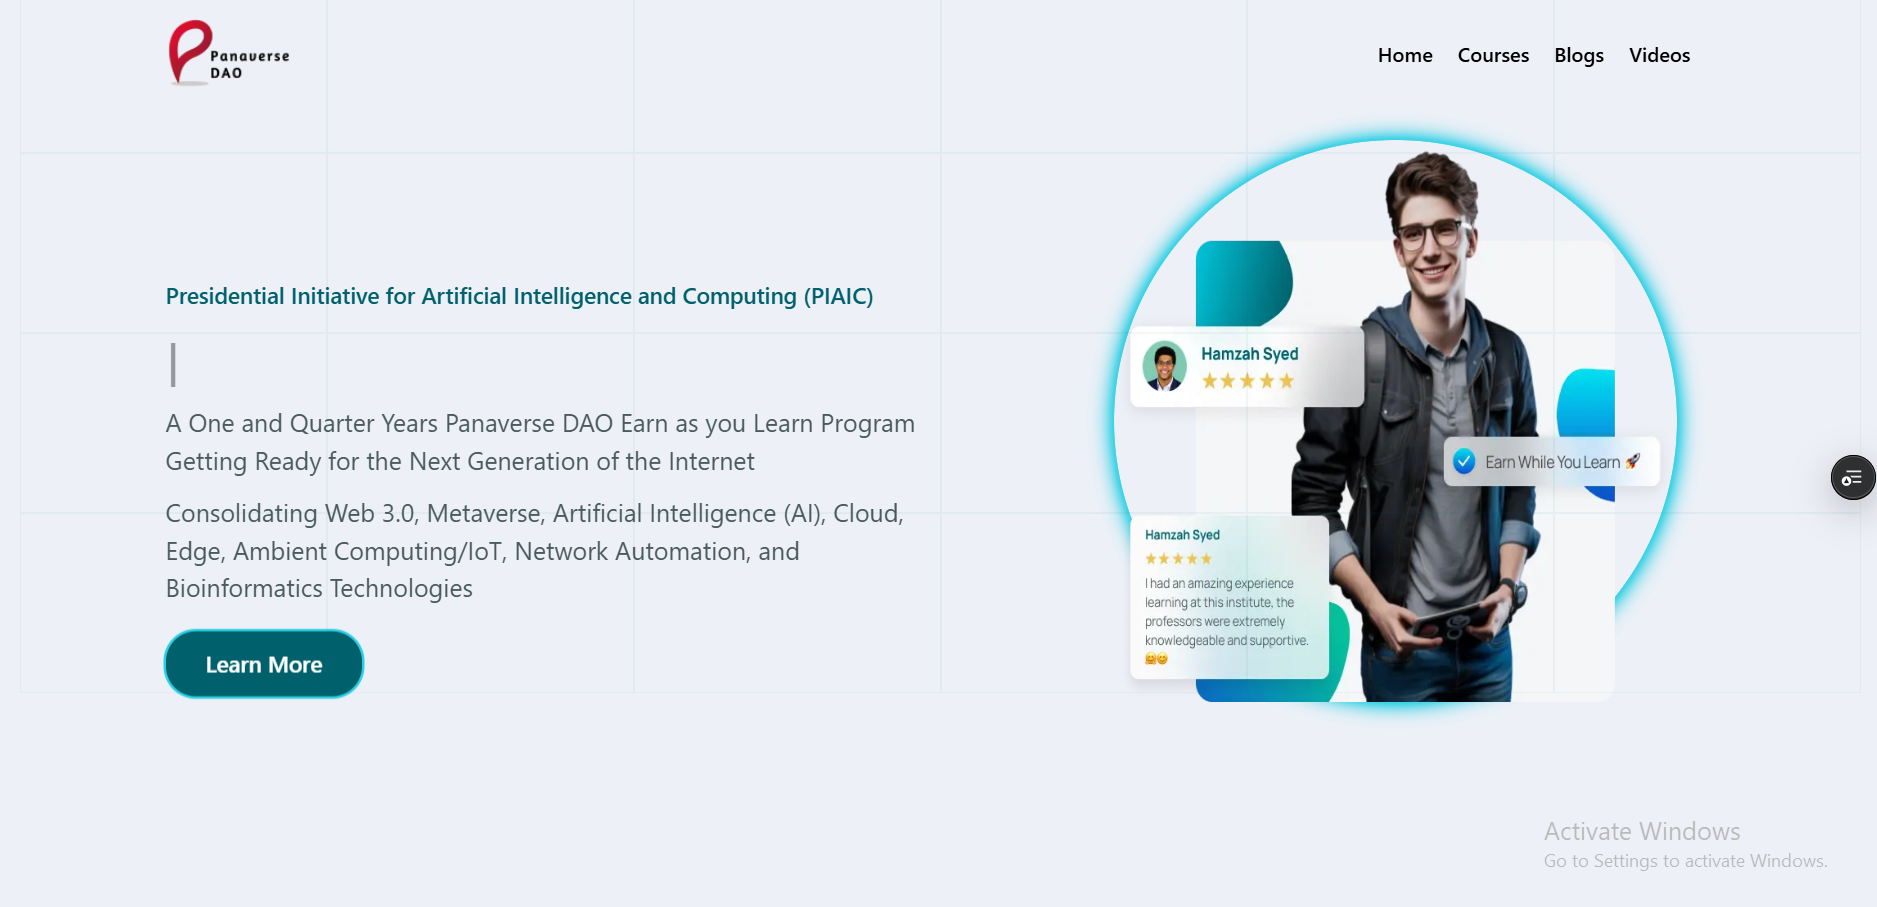 Panaverse
DAO
Home Courses Blogs Videos
Presidential Initiative for Artificial Intelligence and Computing (PIAIC)
A One and Quarter Years Panaverse DAO Earn as you Learn Program
Getting Ready for the Next Generation of the Internet
Consolidating Web 3.0, Metaverse, Artificial Intelligence (AI), Cloud,
Edge, Ambient Computing/IoT, Network Automation, and
Bioinformatics Technologies
Learn More
Hamzah Syed
Earn While You Learn 🚀
Hamzah Syed
I had an amazing experience
learning at this institute, the
professors were extremely
knowledgeable and supportive.
🤗😊
Activate Windows
Go to Settings to activate Windows.